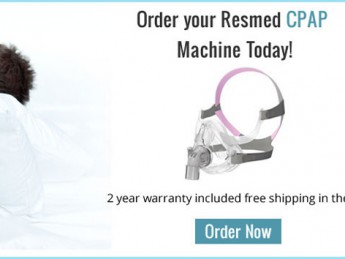 Order your Resmed CPAP
Machine Today!
2 year warranty included free shipping in the
Order Now